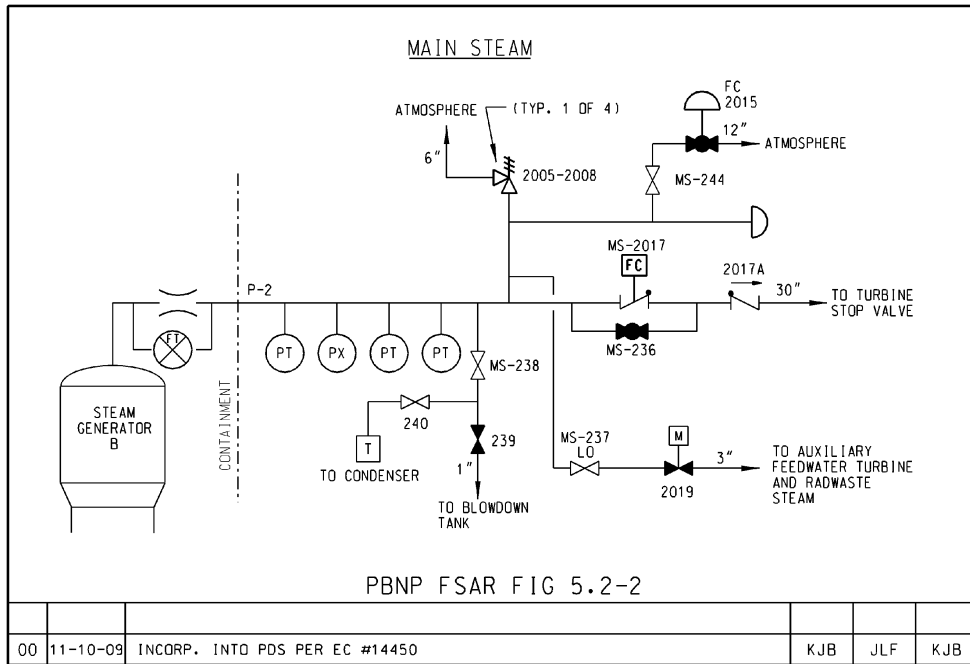 MAIN STEAM
FC
2015
ATMOSPHERE
(TYP. 1 OF 4)
12"
ATMOSPHERE
6"
2005-2008
MS-244
MS-2017
FC
2017A
P-2
30"
TO TURBINE
STOP VALVE
FT
PT
PX
PT
PT
MS-238
MS-236
STEAM
GENERATOR
B
CONTAINMENT
240
239
T
TO CONDENSER
1"
TO BLOWDOWN
TANK
MS-237
LO
M
2019
3"
TO AUXILIARY
FEEDWATER TURBINE
AND RADWASTE
STEAM
PBNP FSAR FIG 5.2-2
00 11-10-09 INCORP. INTO PDS PER EC #14450 KJB JLF KJB